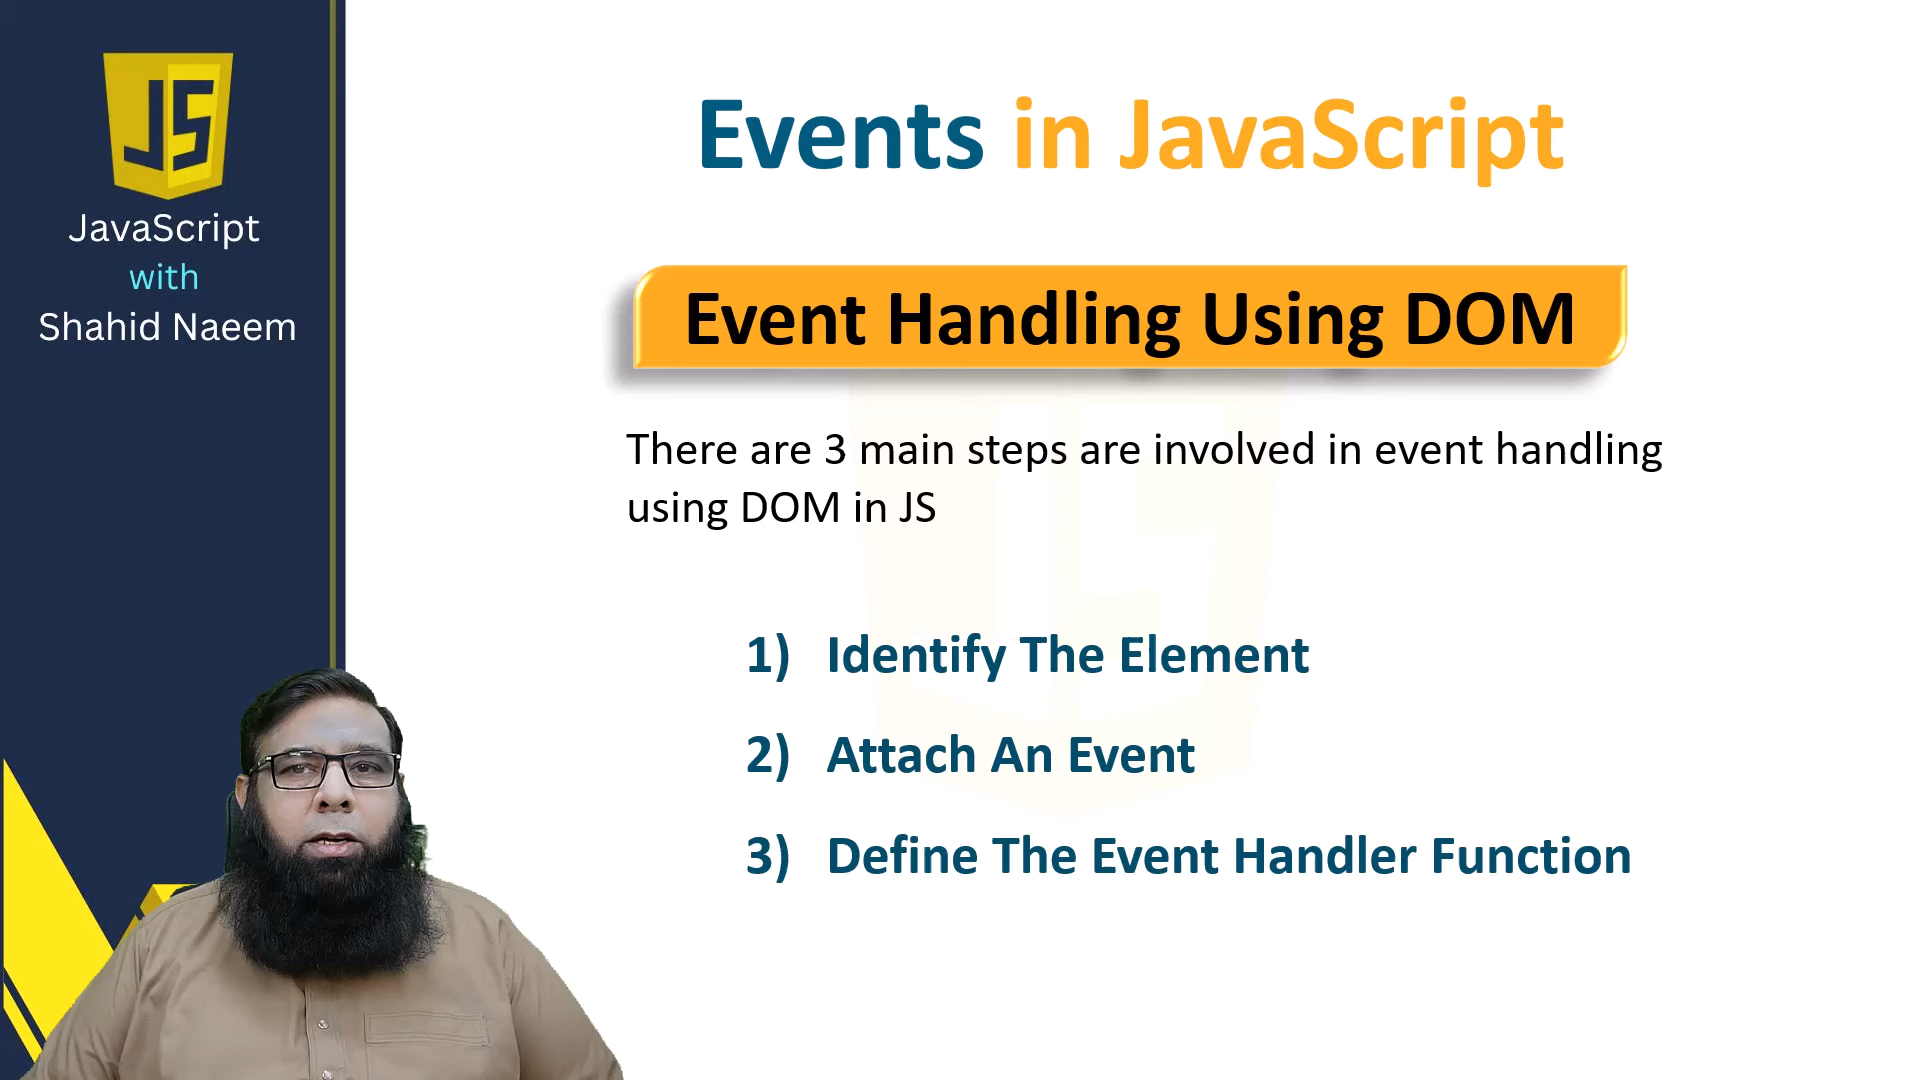 JS
JavaScript
with
Shahid Naeem
Events in JavaScript
Event Handling Using DOM
There are 3 main steps are involved in event handling
using DOM in JS
1) Identify The Element
2) Attach An Event
3) Define The Event Handler Function